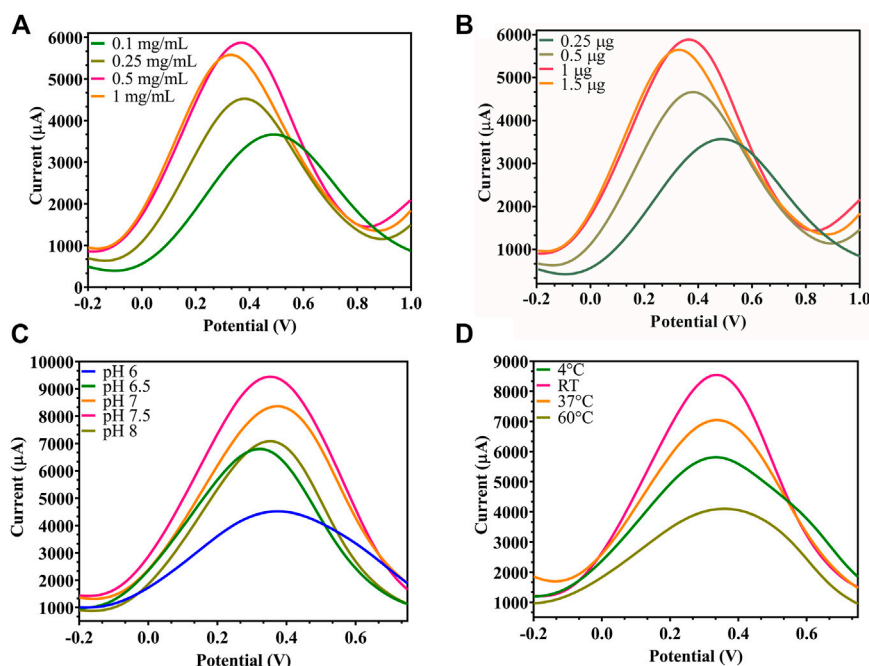 A
0.1 mg/mL
0.25 mg/mL
0.5 mg/mL
1 mg/mL
6000
5000
4000
3000
2000
1000
0
Current (µA)
-0.2 0.0 0.2 0.4 0.6 0.8 1.0
Potential (V)
B
0.25 µg
0.5 µg
1 µg
1.5 µg
6000
5000
4000
3000
2000
1000
Current (µA)
-0.2 0.0 0.2 0.4 0.6 0.8 1.0
Potential (V)
C
pH 6
pH 6.5
pH 7
pH 7.5
pH 8
10000
9000
8000
7000
6000
5000
4000
3000
2000
1000
Current (µA)
-0.2 0.0 0.2 0.4 0.6
Potential (V)
D
4°C
RT
37°C
60°C
9000
8000
7000
6000
5000
4000
3000
2000
1000
Current (µA)
-0.2 0.0 0.2 0.4 0.6
Potential (V)